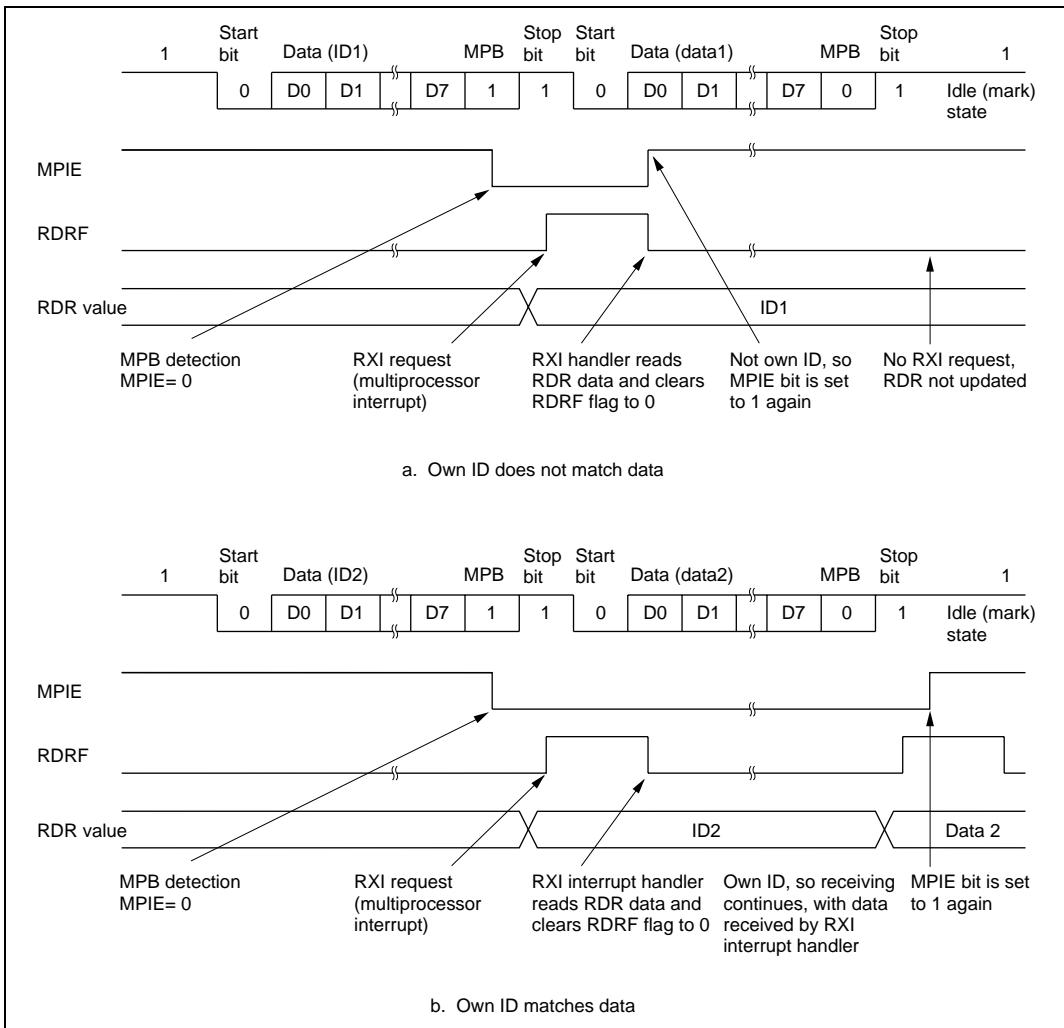 Start bit
Data (ID1)
MPB
Stop bit
Start bit
Data (data1)
MPB
Stop bit
1
1
0 D0 D1 D7 1 1 0 D0 D1 D7 0 1
Idle (mark) state
MPIE
RDRF
RDR value
ID1
MPB detection
MPIE= 0
RXI request
(multiprocessor
interrupt)
RXI handler reads
RDR data and clears
RDRF flag to 0
Not own ID, so
MPIE bit is set
to 1 again
No RXI request,
RDR not updated
a. Own ID does not match data
Start bit
Data (ID2)
MPB
Stop bit
Start bit
Data (data2)
MPB
Stop bit
1
1
0 D0 D1 D7 1 1 0 D0 D1 D7 0 1
Idle (mark) state
MPIE
RDRF
RDR value
ID2
Data 2
MPB detection
MPIE= 0
RXI request
(multiprocessor
interrupt)
RXI interrupt handler
reads RDR data and
clears RDRF flag to 0
Own ID, so receiving
continues, with data
received by RXI
interrupt handler
MPIE bit is set
to 1 again
b. Own ID matches data